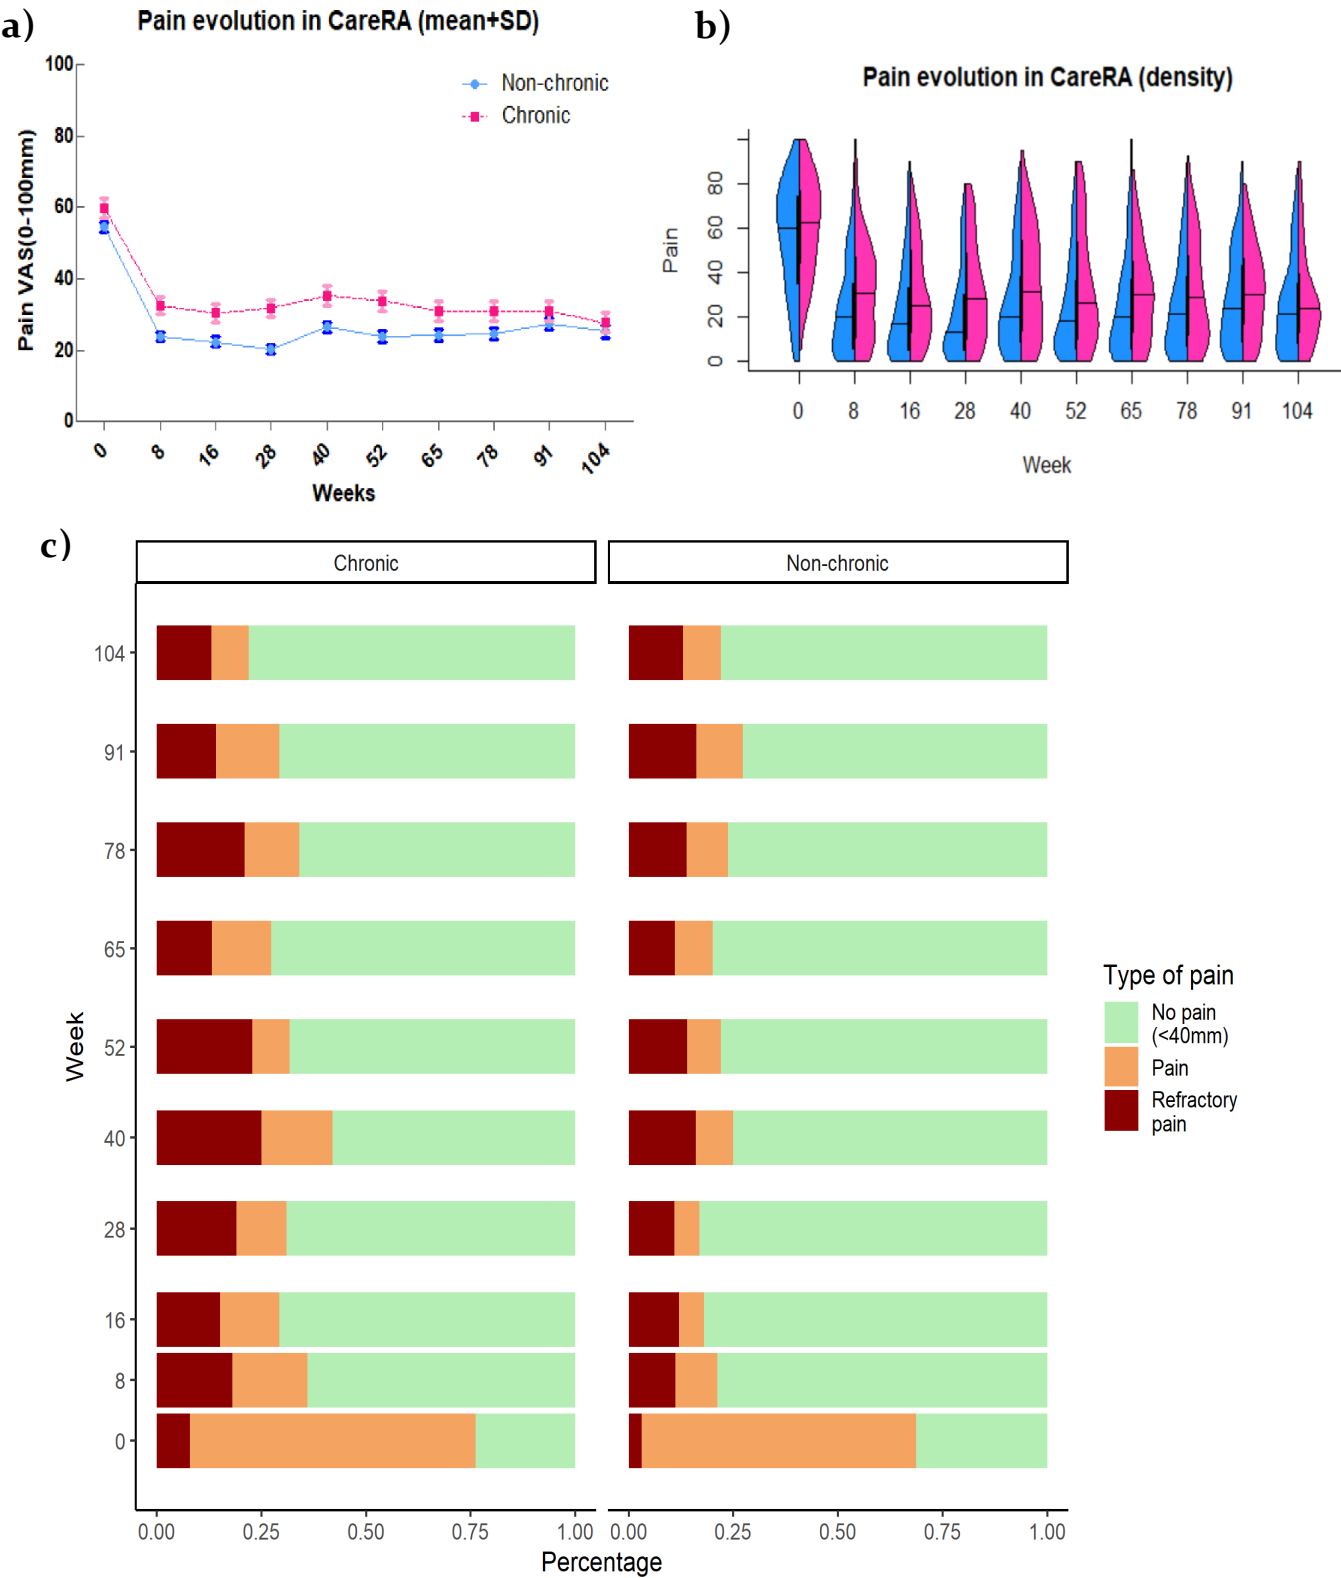 a)
Pain evolution in CareRA (mean+SD)
100
80
60
40
20
0
Pain VAS(0-100mm)
Non-chronic
Chronic
0 8 16 28 40 52 65 78 91 104
Weeks
b)
Pain evolution in CareRA (density)
80
60
40
20
0
Pain
0 8 16 28 40 52 65 78 91 104
Week
c)
Chronic
Non-chronic
104
91
78
65
52
40
28
16
8
0
Week
0.00 0.25 0.50 0.75 1.00
0.00 0.25 0.50 0.75 1.00
Percentage
Type of pain
No pain
(<40mm)
Pain
Refractory
pain